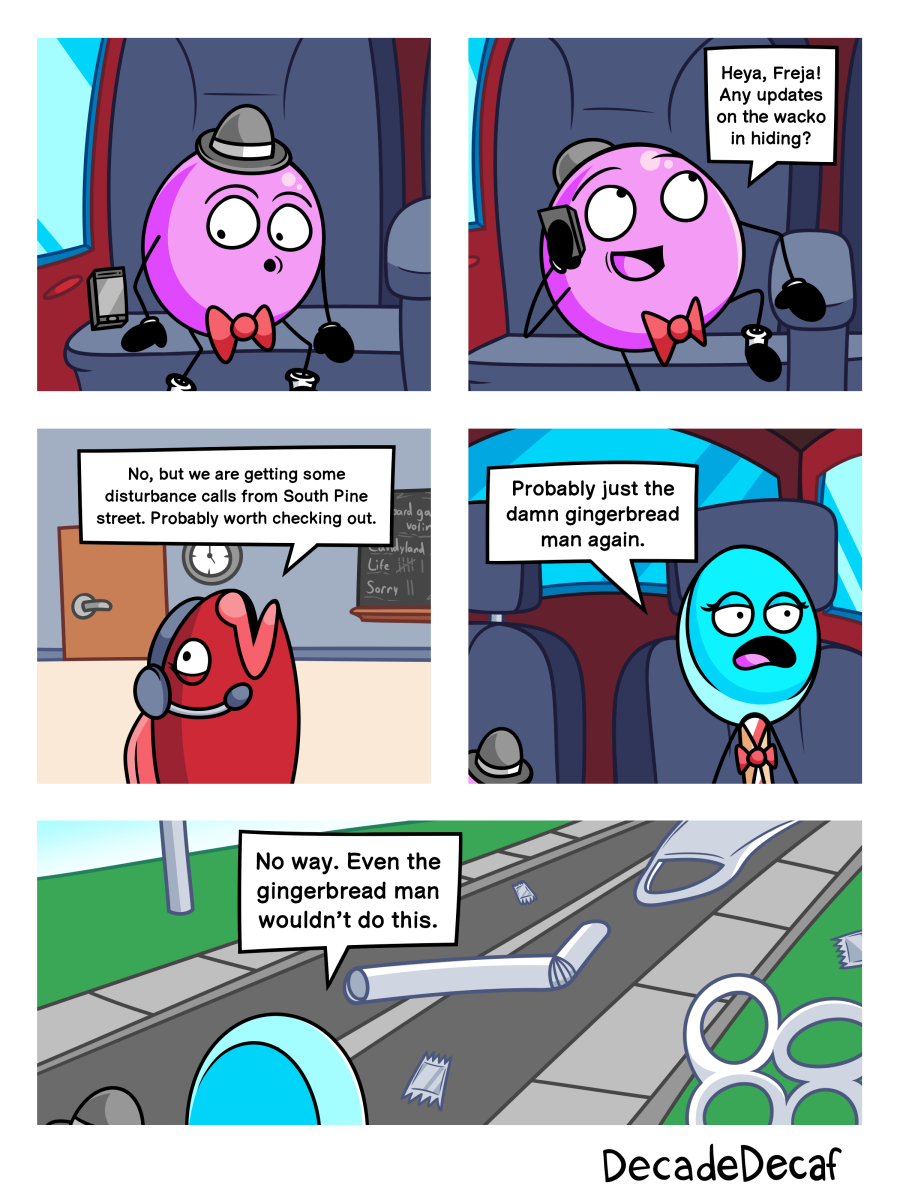 Heya, Freja!
Any updates
on the wacko
in hiding?
No, but we are getting some
disturbance calls from South Pine
street. Probably worth checking out.
Candyland
Life
Sorry
Probably just the
damn gingerbread
man again.
No way. Even the
gingerbread man
wouldn't do this.
DecadeDecaf